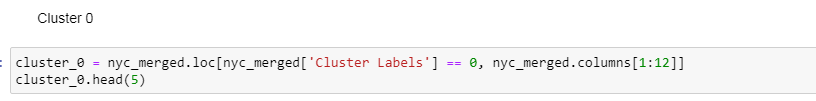 Cluster 0
: cluster_0 = nyc_merged.loc[nyc_merged['Cluster Labels'] == 0, nyc_merged.columns[1:12]]
cluster_0.head(5)